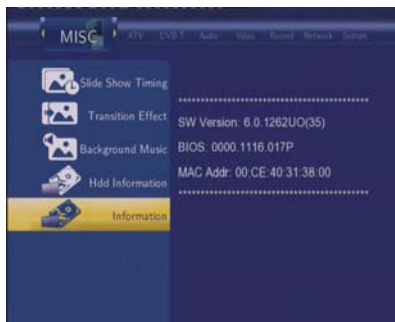 MISC ATV DVB-T Audio Video Record Network System
Slide Show Timing
Transition Effect
Background Music
Hdd Information
Information
****************************************************
SW Version: 6.0.1262UO(35)
BIOS: 0000.1116.017P
MAC Addr: 00:CE:40:31:38:00
****************************************************